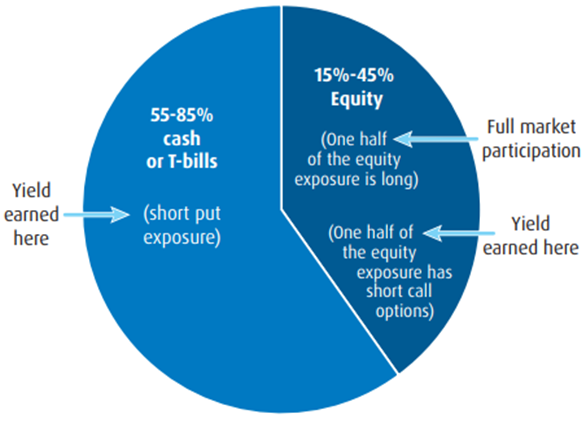 15%-45%
Equity
(One half
of the equity
exposure is long)
Full market
participation
55-85%
cash
or T-bills
(short put
exposure)
Yield
earned
here
(One half of
the equity
exposure has
short call
options)
Yield
earned here